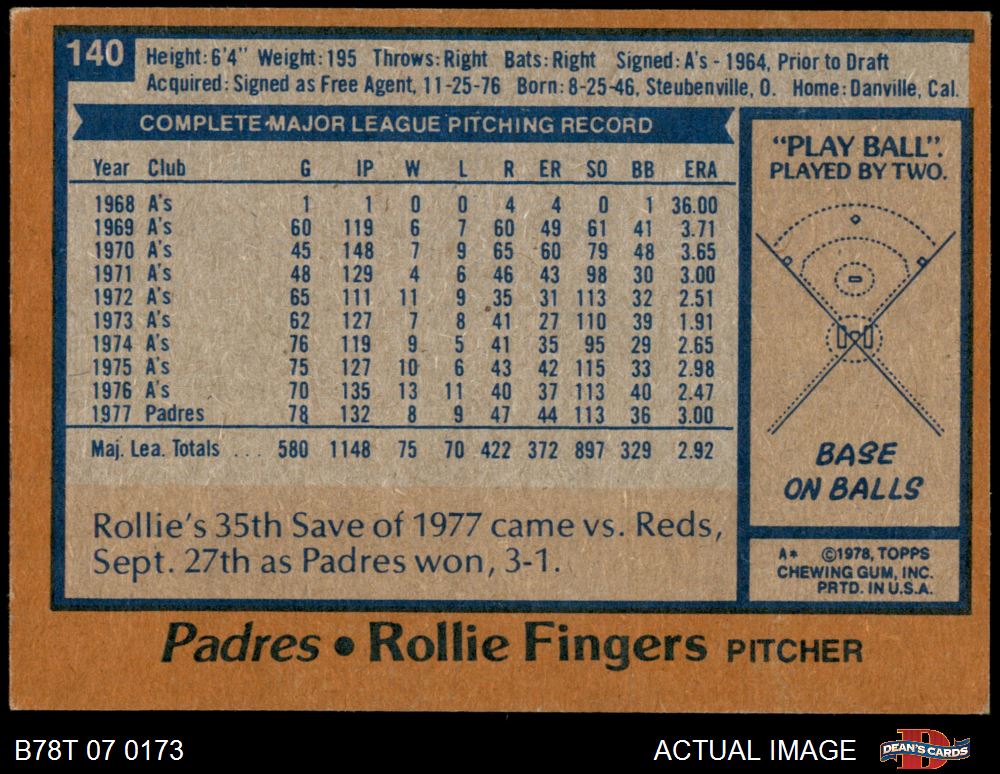 140
Height: 6'4" Weight: 195 Throws: Right Bats: Right Signed: A's - 1964, Prior to Draft
Acquired: Signed as Free Agent, 11-25-76 Born: 8-25-46, Steubenville, O. Home: Danville, Cal.
COMPLETE MAJOR LEAGUE PITCHING RECORD
Year Club G IP W L R ER SO BB ERA
1968 A's 1 1 0 0 4 4 0 1 36.00
1969 A's 60 119 6 7 60 49 61 41 3.71
1970 A's 45 148 7 9 65 60 79 48 3.65
1971 A's 48 129 4 6 46 43 98 30 3.00
1972 A's 65 111 11 9 35 31 113 32 2.51
1973 A's 62 127 7 8 41 27 110 39 1.91
1974 A's 76 119 9 5 41 35 95 29 2.65
1975 A's 75 127 10 6 43 42 115 33 2.98
1976 A's 70 135 13 11 40 37 113 40 2.47
1977 Padres 78 132 8 9 47 44 113 36 3.00
Maj. Lea. Totals ... 580 1148 75 70 422 372 897 329 2.92
Rollie's 35th Save of 1977 came vs. Reds,
Sept. 27th as Padres won, 3-1.
"PLAY BALL".
PLAYED BY TWO.
BASE
ON BALLS
A* ©1978, TOPPS
CHEWING GUM, INC.
PRTD. IN U.S.A.
Padres • Rollie Fingers PITCHER
B78T 07 0173
ACTUAL IMAGE
DEAN'S CARDS